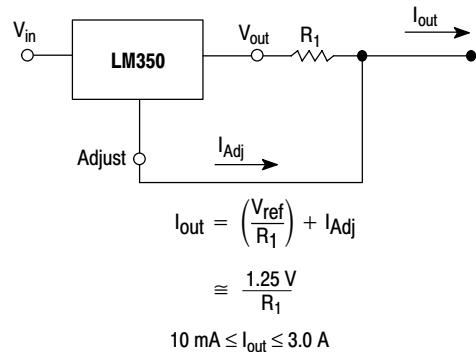 V_in
LM350
V_out
R_1
I_out
Adjust
I_Adj
I_out = (V_ref / R_1) + I_Adj
≅ 1.25 V / R_1
10 mA ≤ I_out ≤ 3.0 A